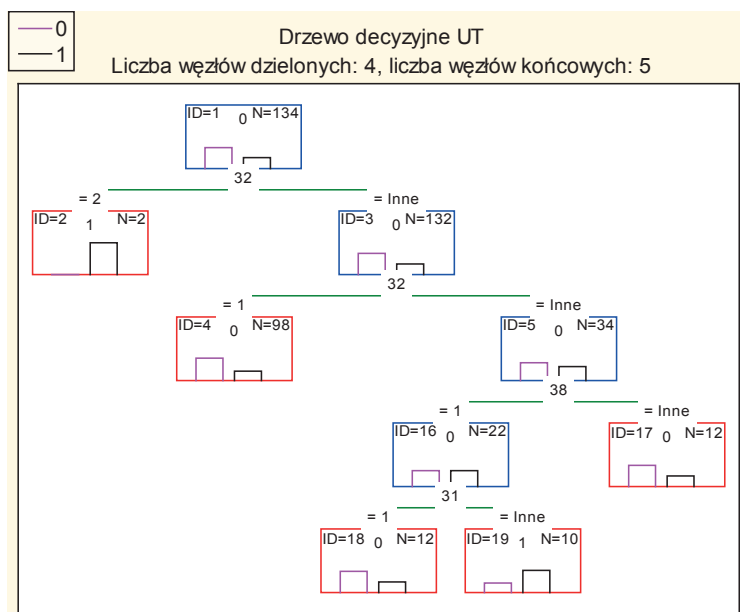 0
1
Drzewo decyzyjne UT
Liczba węzłów dzielonych: 4, liczba węzłów końcowych: 5
ID=1 0 N=134
32
= 2 = Inne
ID=2 1 N=2 ID=3 0 N=132
32
= 1 = Inne
ID=4 0 N=98 ID=5 0 N=34
38
= 1 = Inne
ID=16 0 N=22 ID=17 0 N=12
31
= 1 = Inne
ID=18 0 N=12 ID=19 1 N=10